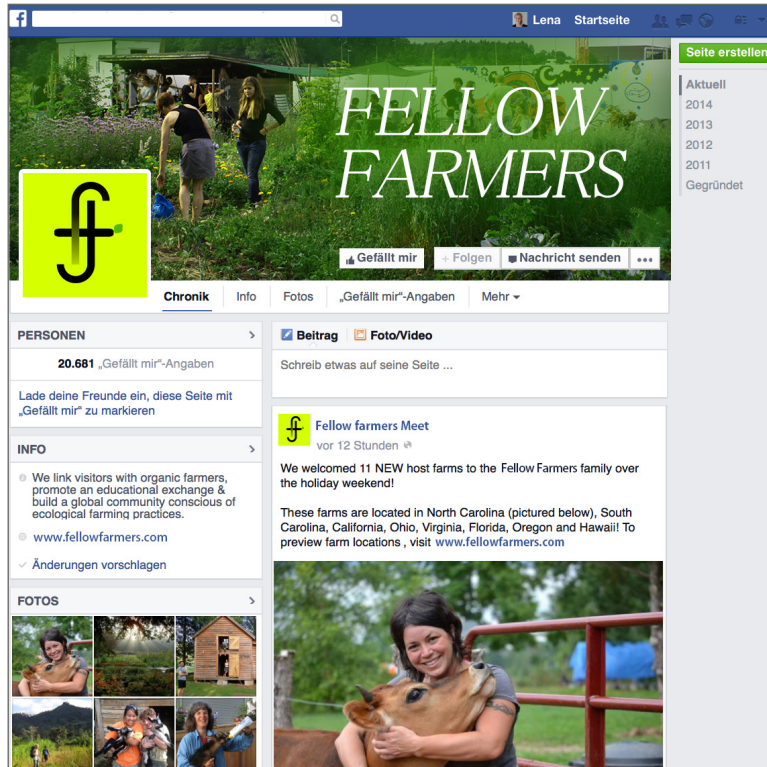 f
Lena Startseite
Seite erstellen
Aktuell
2014
2013
2012
2011
Gegründet
FELLOW
FARMERS
Gefällt mir
+ Folgen
Nachricht senden
Chronik
Info
Fotos
„Gefällt mir“-Angaben
Mehr
PERSONEN
20.681 „Gefällt mir“-Angaben
Lade deine Freunde ein, diese Seite mit
„Gefällt mir“ zu markieren
INFO
We link visitors with organic farmers,
promote an educational exchange &
build a global community conscious of
ecological farming practices.
www.fellowfarmers.com
Änderungen vorschlagen
FOTOS
Beitrag
Foto/Video
Schreib etwas auf seine Seite ...
Fellow farmers Meet
vor 12 Stunden
We welcomed 11 NEW host farms to the Fellow Farmers family over
the holiday weekend!
These farms are located in North Carolina (pictured below), South
Carolina, California, Ohio, Virginia, Florida, Oregon and Hawaii! To
preview farm locations , visit www.fellowfarmers.com